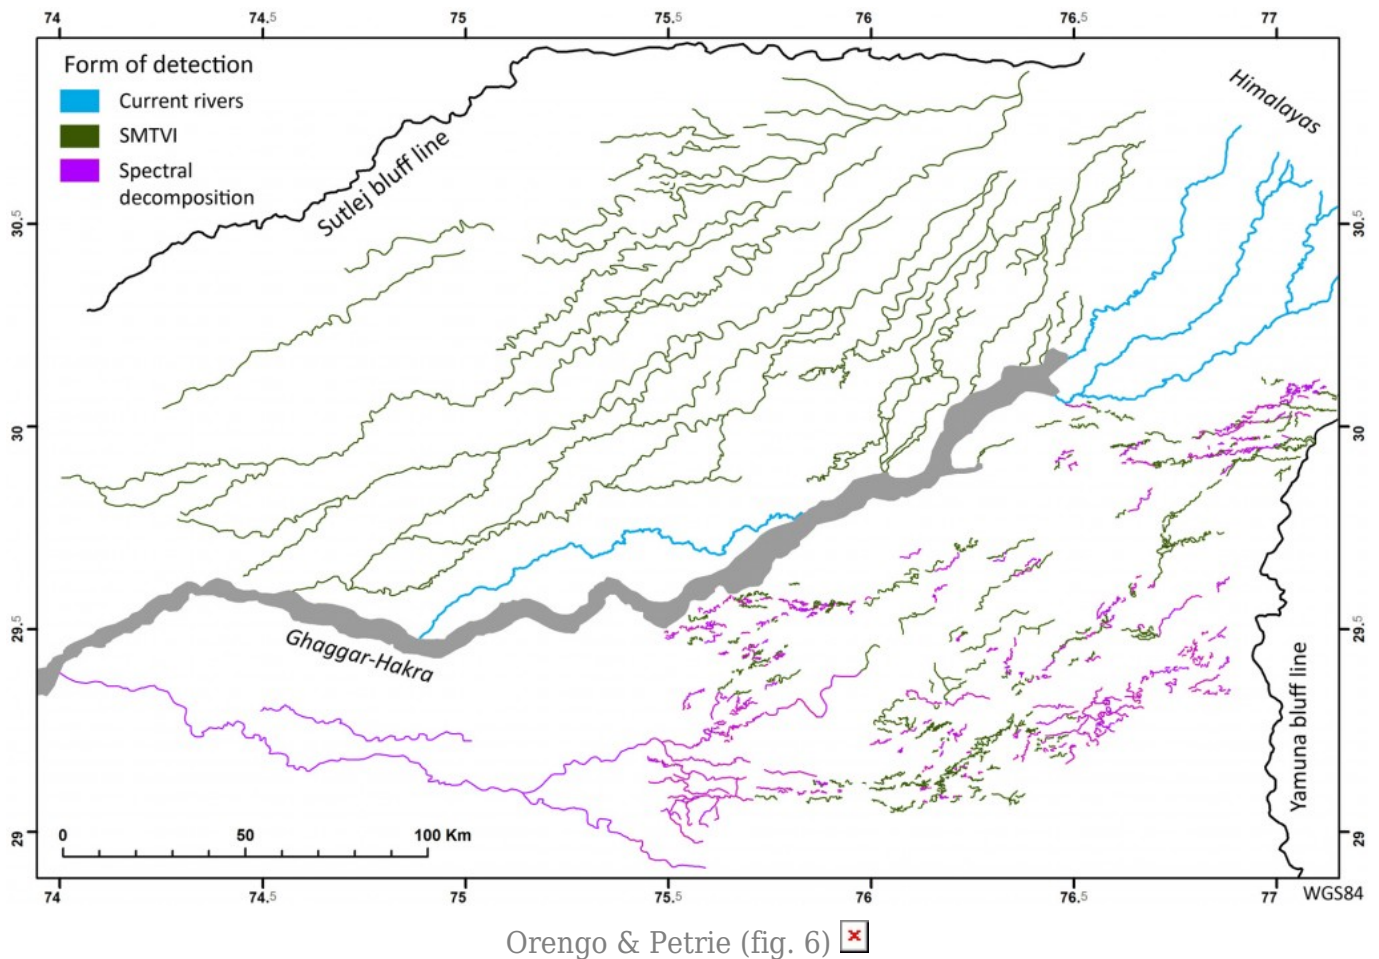 74 74.5 75 75.5 76 76.5 77
Form of detection
Current rivers
SMTVI
Spectral
decomposition
Himalayas
Sutlej bluff line
30.5 30.5
30 30
29.5 29.5
29 29
Ghaggar-Hakra
Yamuna bluff line
0 50 100 Km
74 74.5 75 75.5 76 76.5 77
WGS84
Orengo & Petrie (fig. 6)